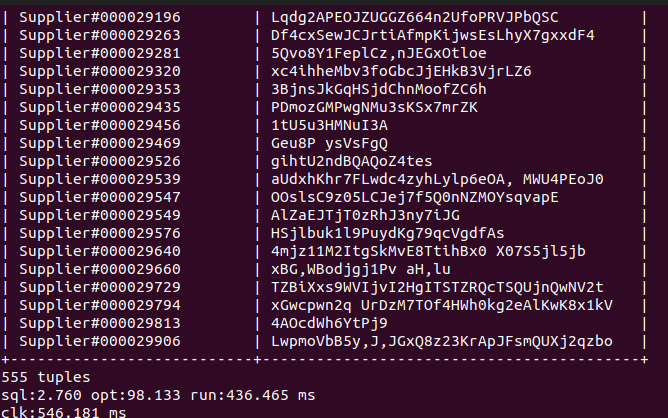 | Supplier#000029196 | Lqdg2APEOJZUGGZ664n2UfoPRVJPbQSC |
| Supplier#000029263 | Df4cxSewJCJrtiAfmpKijwsEsLhyX7gxxdF4 |
| Supplier#000029281 | 5Qvo8Y1FeplCz,nJEGxOtloe |
| Supplier#000029320 | xc4ihheMbv3foGbcJjEHkB3VjrLZ6 |
| Supplier#000029353 | 3BjnsJkGqHSjdChnMoofZC6h |
| Supplier#000029435 | PDmozGMPwgNMu3sKSx7mrZK |
| Supplier#000029456 | 1tU5u3HMNuI3A |
| Supplier#000029469 | Geu8P ysVsFgQ |
| Supplier#000029526 | gihtU2ndBQAQoZ4tes |
| Supplier#000029539 | aUdxhKhr7FLwdc4zyhLylp6eOA, MWU4PEoJ0 |
| Supplier#000029547 | OOslsC9z05LCJej7f5Q0nNZMOYsqvapE |
| Supplier#000029549 | AlZaEJTjT0zRhJ3ny7iJG |
| Supplier#000029576 | HSjlbuk1l9PuydKg79qcVgdfAs |
| Supplier#000029640 | 4mjz11M2ItgSkMvE8TtihBx0 X07S5jl5jb |
| Supplier#000029660 | xBG,WBodjgj1Pv aH,lu |
| Supplier#000029729 | TZBiXxs9WVIjvI2HgITSTZRQcTSQUjnQwNV2t |
| Supplier#000029794 | xGwcpwn2q UrDzM7TOf4HWh0kg2eAlKwK8x1kV |
| Supplier#000029813 | 4AOcdWh6YtPj9 |
| Supplier#000029906 | LwpmoVbB5y,J,JGxQ8z23KrApJFsmQUXj2qzbo |
+--------------------------+----------------------------------------+
555 tuples
sql:2.760 opt:98.133 run:436.465 ms
clk:546.181 ms